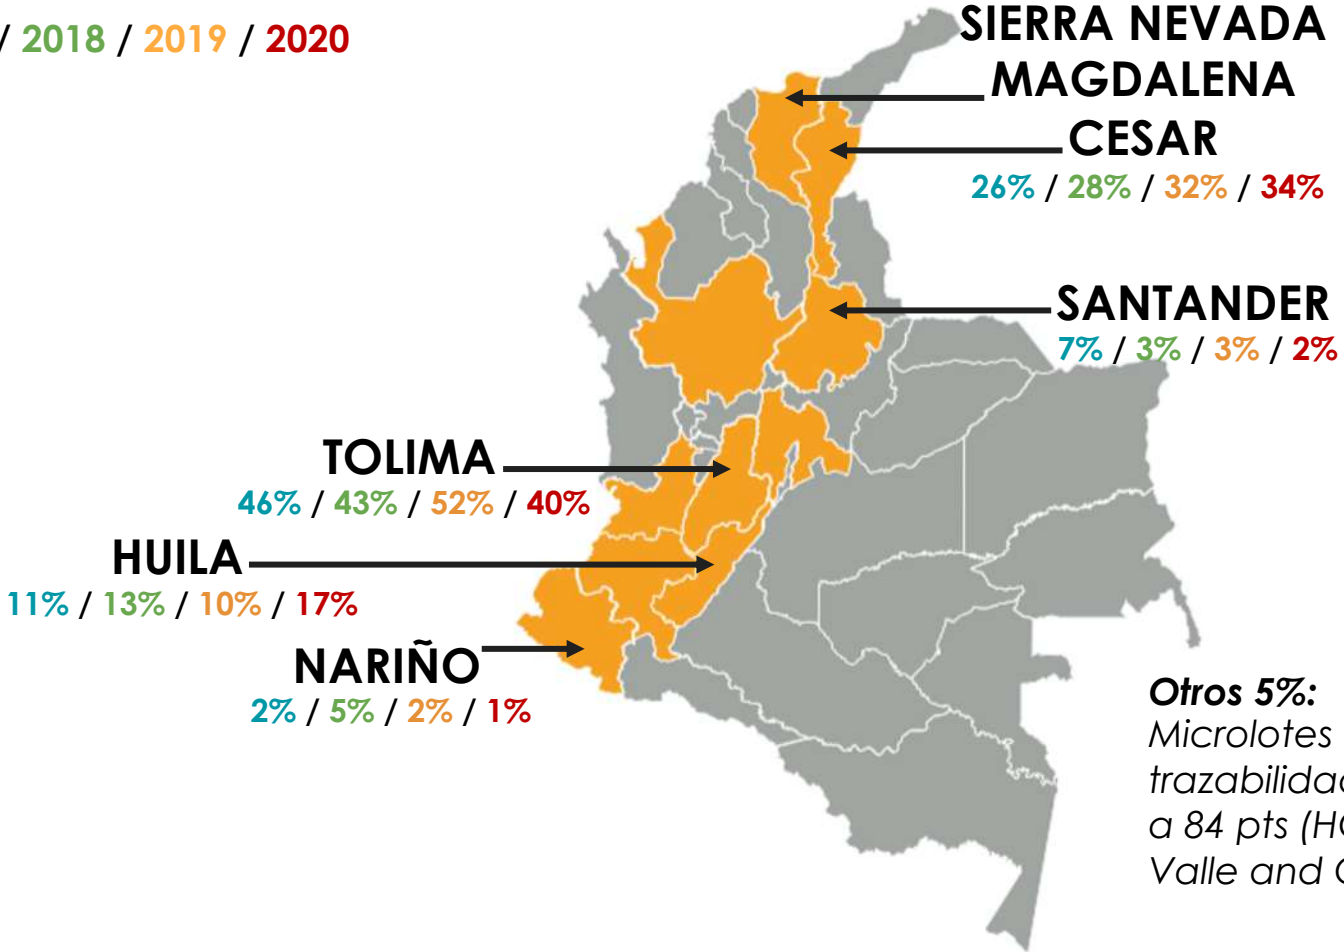 / 2018 / 2019 / 2020
SIERRA NEVADA
MAGDALENA
CESAR
26% / 28% / 32% / 34%
SANTANDER
7% / 3% / 3% / 2%
TOLIMA
46% / 43% / 52% / 40%
HUILA
11% / 13% / 10% / 17%
NARIÑO
2% / 5% / 2% / 1%
Otros 5%:
Microlotes
trazabilida
a 84 pts (H
Valle and